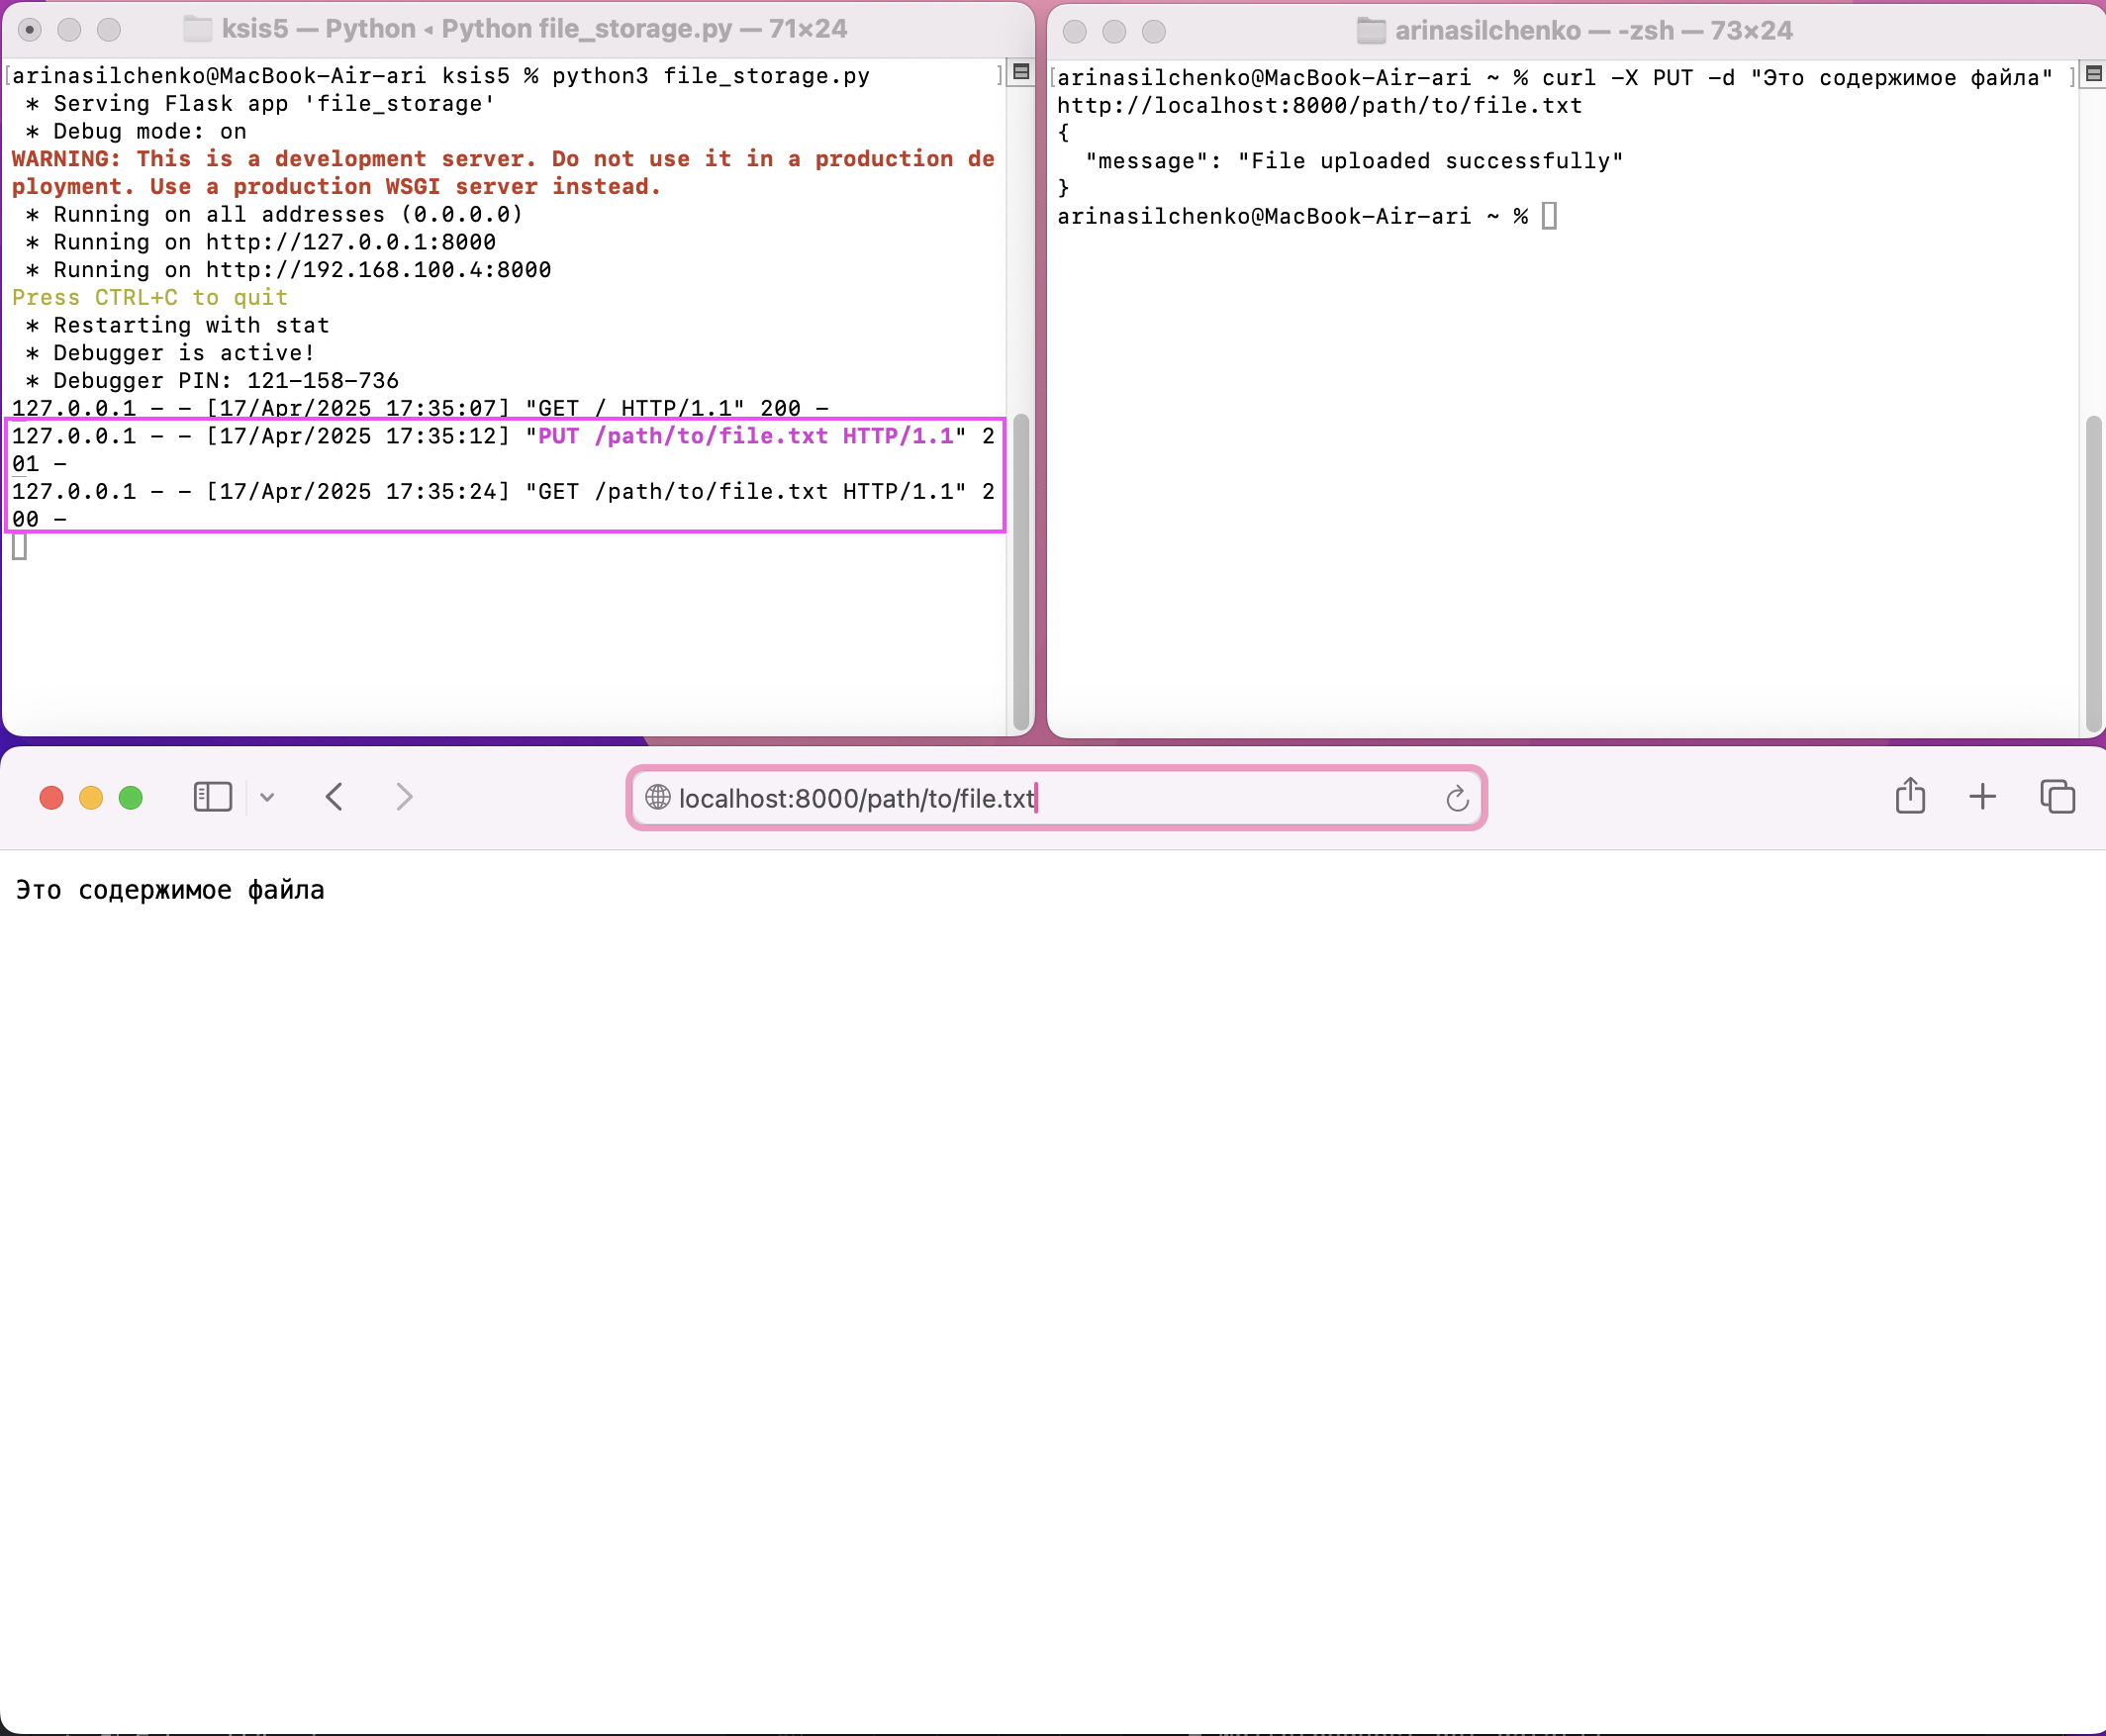 ksis5 — Python ◂ Python file_storage.py — 71×24
[arinasilchenko@MacBook-Air-ari ksis5 % python3 file_storage.py ]
* Serving Flask app 'file_storage'
* Debug mode: on
WARNING: This is a development server. Do not use it in a production de
ployment. Use a production WSGI server instead.
* Running on all addresses (0.0.0.0)
* Running on http://127.0.0.1:8000
* Running on http://192.168.100.4:8000
Press CTRL+C to quit
* Restarting with stat
* Debugger is active!
* Debugger PIN: 121-158-736
127.0.0.1 - - [17/Apr/2025 17:35:07] "GET / HTTP/1.1" 200 -
127.0.0.1 - - [17/Apr/2025 17:35:12] "PUT /path/to/file.txt HTTP/1.1" 2
01 -
127.0.0.1 - - [17/Apr/2025 17:35:24] "GET /path/to/file.txt HTTP/1.1" 2
00 -
arinasilchenko — -zsh — 73×24
[arinasilchenko@MacBook-Air-ari ~ % curl -X PUT -d "Это содержимое файла" ]
http://localhost:8000/path/to/file.txt
{
"message": "File uploaded successfully"
}
arinasilchenko@MacBook-Air-ari ~ %
localhost:8000/path/to/file.txt
Это содержимое файла